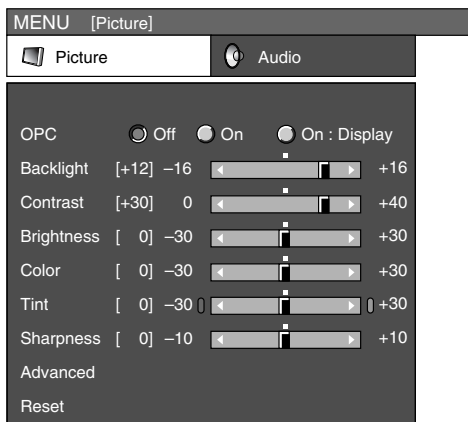 MENU [Picture]
Picture Audio
OPC Off On On : Display
Backlight [+12] –16 +16
Contrast [+30] 0 +40
Brightness [ 0] –30 +30
Color [ 0] –30 +30
Tint [ 0] –30 +30
Sharpness [ 0] –10 +10
Advanced
Reset